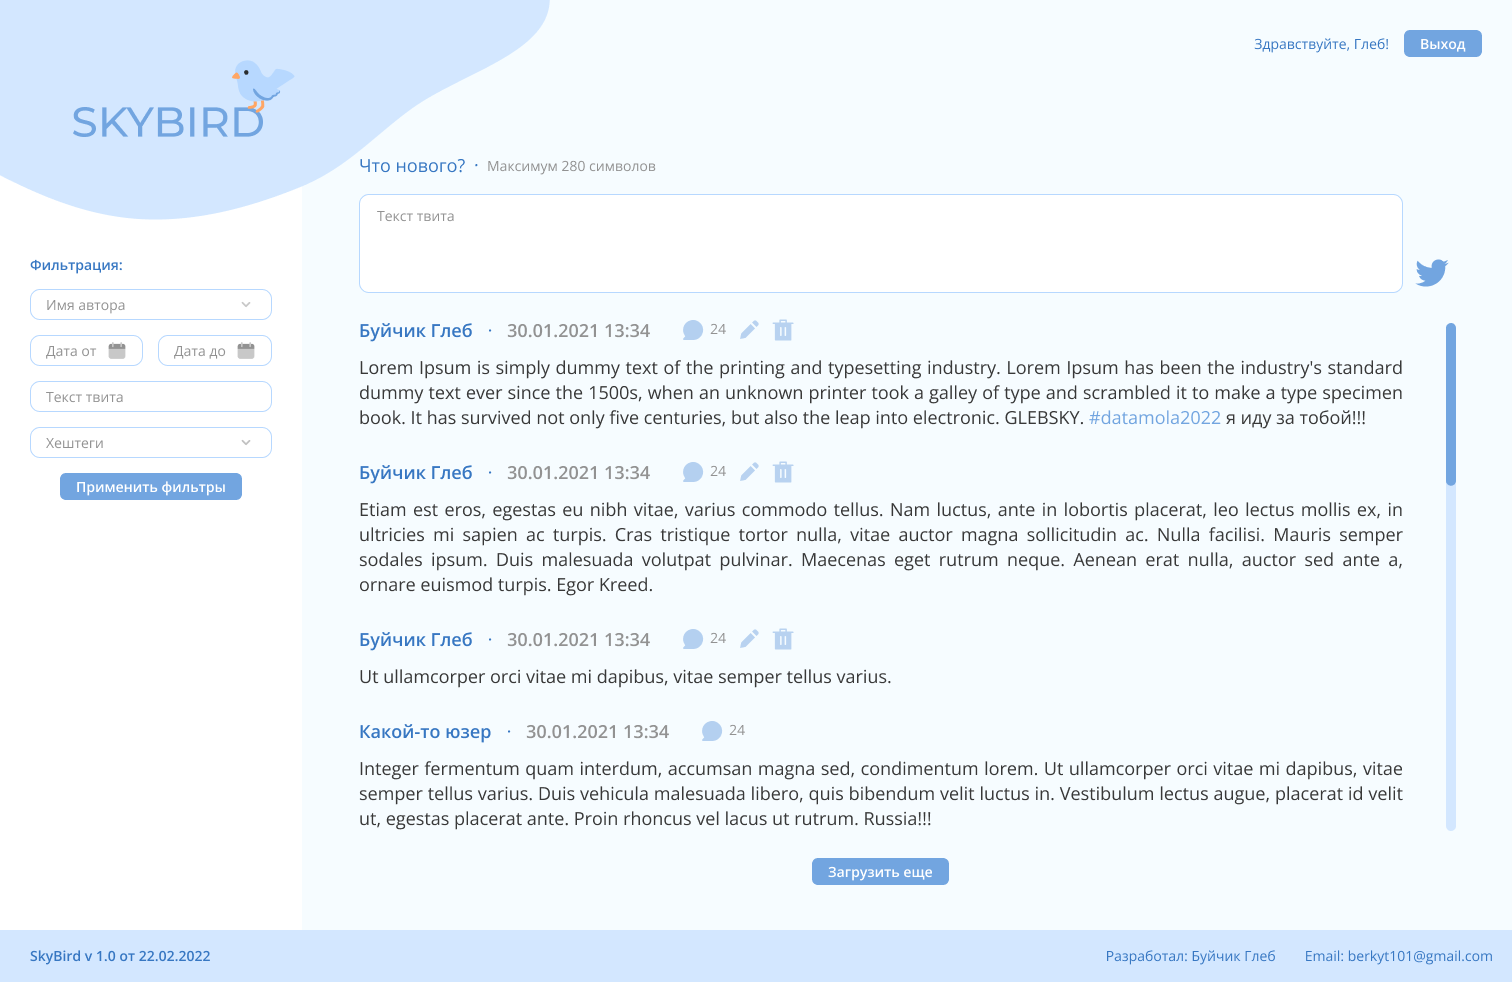 Здравствуйте, Глеб!
Выход
SKYBIRD
Что нового? · Максимум 280 символов
Текст твита
Фильтрация:
Имя автора
Дата от
Дата до
Текст твита
Хештеги
Применить фильтры
Буйчик Глеб · 30.01.2021 13:34 24
Lorem Ipsum is simply dummy text of the printing and typesetting industry. Lorem Ipsum has been the industry's standard
dummy text ever since the 1500s, when an unknown printer took a galley of type and scrambled it to make a type specimen
book. It has survived not only five centuries, but also the leap into electronic. GLEBSKY. #datamola2022 я иду за тобой!!!
Буйчик Глеб · 30.01.2021 13:34 24
Etiam est eros, egestas eu nibh vitae, varius commodo tellus. Nam luctus, ante in lobortis placerat, leo lectus mollis ex, in
ultricies mi sapien ac turpis. Cras tristique tortor nulla, vitae auctor magna sollicitudin ac. Nulla facilisi. Mauris semper
sodales ipsum. Duis malesuada volutpat pulvinar. Maecenas eget rutrum neque. Aenean erat nulla, auctor sed ante a,
ornare euismod turpis. Egor Kreed.
Буйчик Глеб · 30.01.2021 13:34 24
Ut ullamcorper orci vitae mi dapibus, vitae semper tellus varius.
Какой-то юзер · 30.01.2021 13:34 24
Integer fermentum quam interdum, accumsan magna sed, condimentum lorem. Ut ullamcorper orci vitae mi dapibus, vitae
semper tellus varius. Duis vehicula malesuada libero, quis bibendum velit luctus in. Vestibulum lectus augue, placerat id velit
ut, egestas placerat ante. Proin rhoncus vel lacus ut rutrum. Russia!!!
Загрузить еще
SkyBird v 1.0 от 22.02.2022
Разработал: Буйчик Глеб
Email: berkyt101@gmail.com